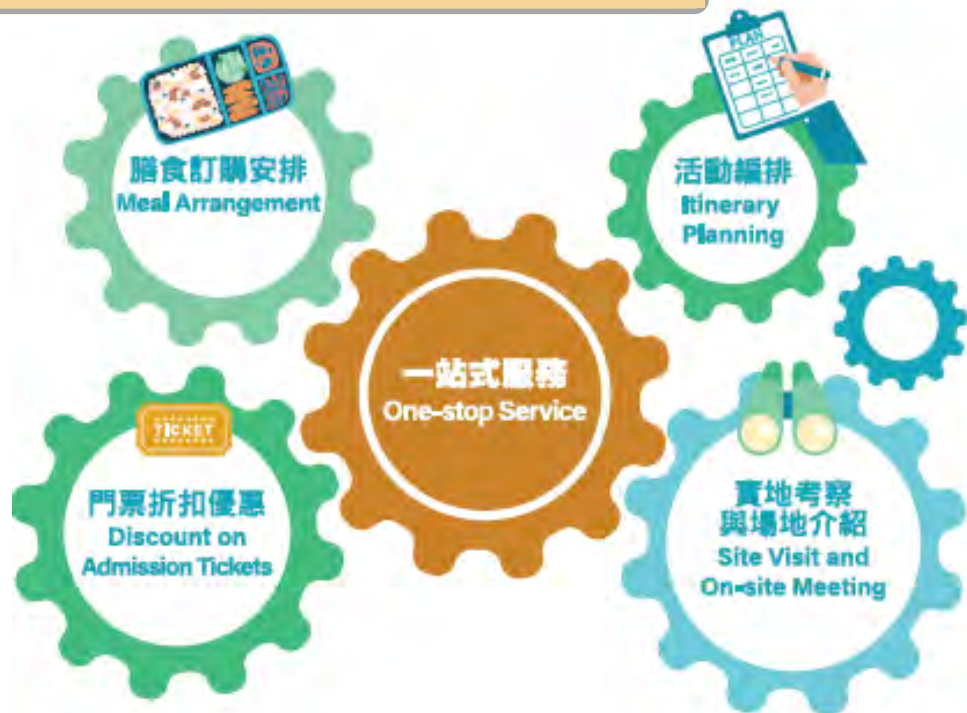 膳食訂購安排
Meal Arrangement
PLAN
活動編排
Itinerary
Planning
一站式服務
One-stop Service
TICKET
門票折扣優惠
Discount on
Admission Tickets
實地考察
與場地介紹
Site Visit and
On-site Meeting